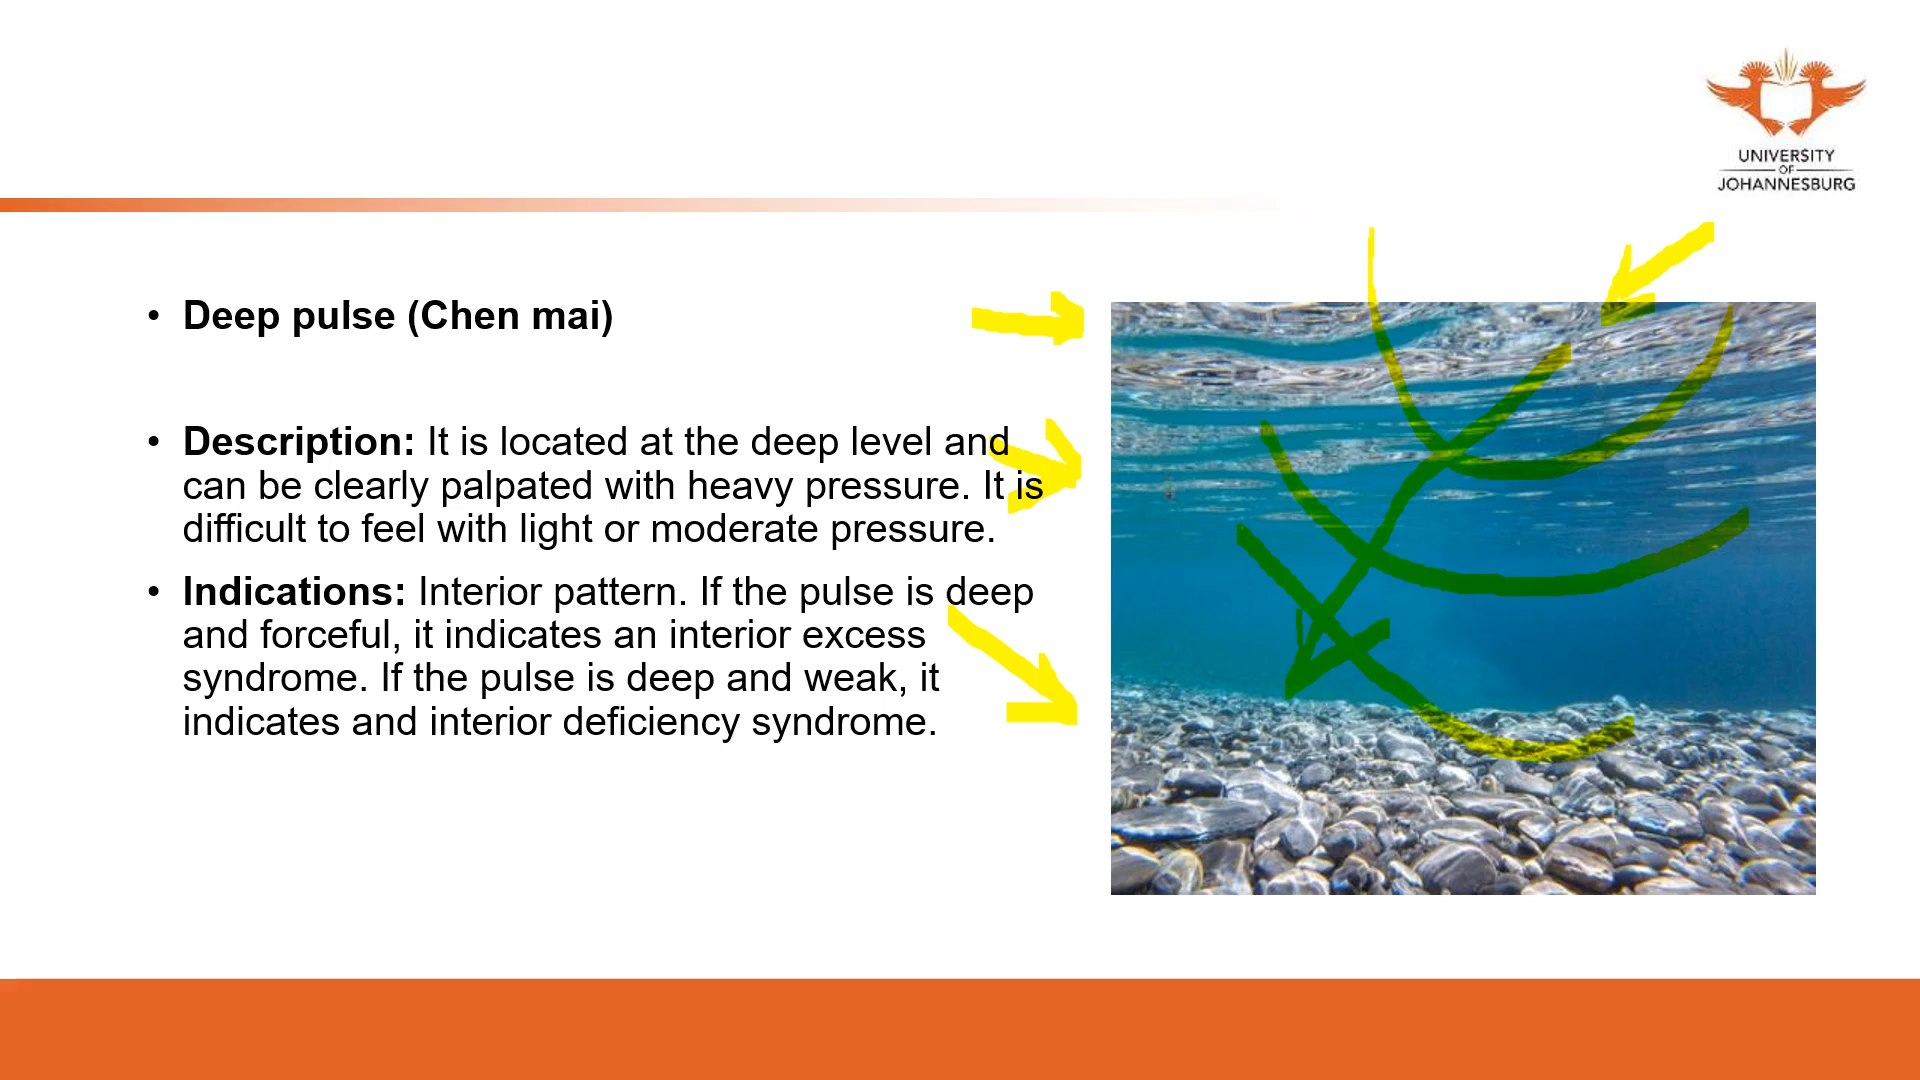 UNIVERSITY
OF
JOHANNESBURG
• Deep pulse (Chen mai)
• Description: It is located at the deep level and
can be clearly palpated with heavy pressure. It is
difficult to feel with light or moderate pressure.
• Indications: Interior pattern. If the pulse is deep
and forceful, it indicates an interior excess
syndrome. If the pulse is deep and weak, it
indicates and interior deficiency syndrome.